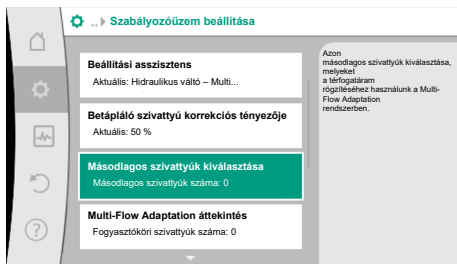 .. Szabályozóüzem beállítása
Beállítási asszisztens
Aktuális: Hidraulikus váltó – Multi...
Betápláló szivattyú korrekciós tényezője
Aktuális: 50 %
Másodlagos szivattyúk kiválasztása
Másodlagos szivattyúk száma: 0
Multi-Flow Adaptation áttekintés
Fogyasztóköri szivattyúk száma: 0
Azon
másodlagos szivattyúk kiválasztása,
melyeket
a térfogatáram
rögzítéséhez használunk a Multi-
Flow Adaptation
rendszerben.